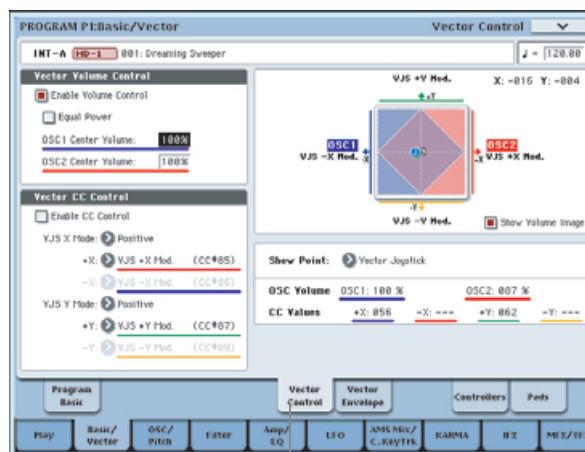 PROGRAM P1:Basic/Vector
Vector Control
INT-A HD-1 001: Dreaming Sweeper
♩ = 120.00
Vector Volume Control
Enable Volume Control
Equal Power
OSC1 Center Volume: 100%
OSC2 Center Volume: 100%
VJS +Y Mod.
X: -016 Y: -004
+Y
OSC1
VJS -X Mod.
-X
OSC2
VJS +X Mod.
-Y
VJS -Y Mod.
Show Volume Image
Vector CC Control
Enable CC Control
VJS X Mode: Positive
+X: VJS +X Mod. (CC#85)
-X: VJS -X Mod. (CC#86)
VJS Y Mode: Positive
+Y: VJS +Y Mod. (CC#87)
-Y: VJS -Y Mod. (CC#88)
Show Point: Vector Joystick
OSC Volume OSC1: 100 % OSC2: 087 %
CC Values +X: 056 -X: --- +Y: 062 -Y: ---
Program Basic
Vector Control
Vector Envelope
Controllers
Pads
Play
Basic/ Vector
OSC/ Pitch
Filter
Amp/ EQ
LFO
AMS Mix/ C. KeyTrk
KARMA
IFX